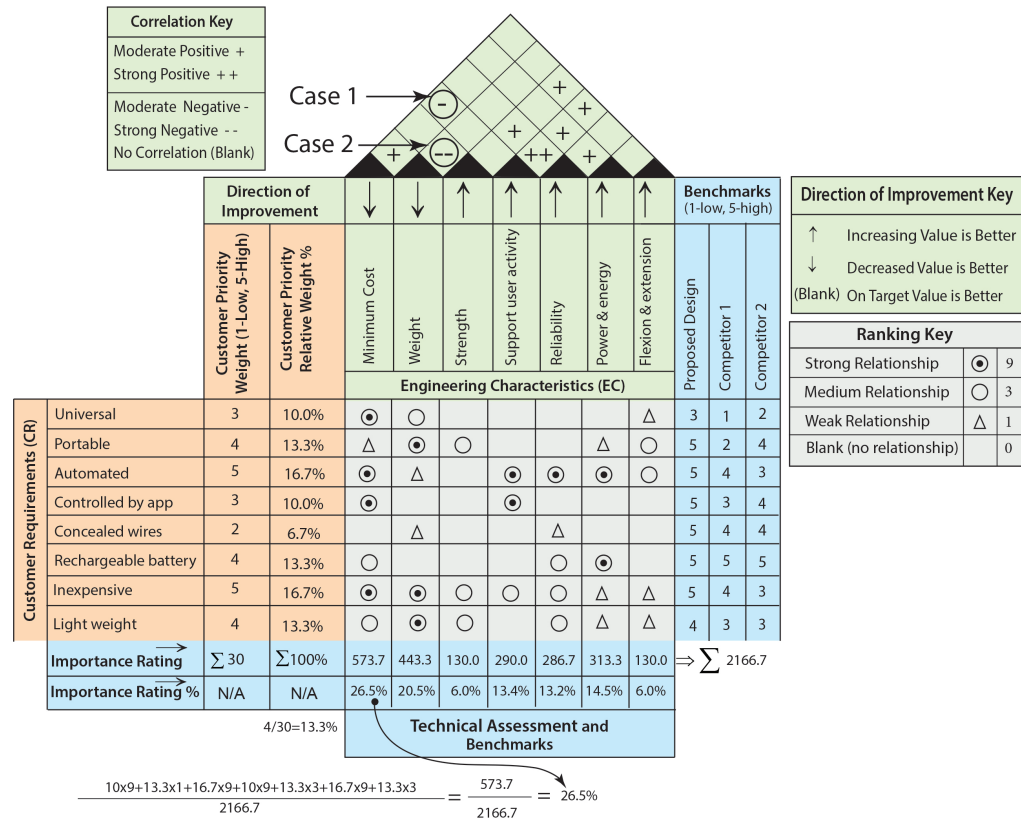 Correlation Key
Moderate Positive +
Strong Positive ++
Moderate Negative -
Strong Negative --
No Correlation (Blank)
Case 1
-
+
+
Case 2
+
+
+
--
++
+
Direction of
Improvement
↓ ↓ ↑ ↑ ↑ ↑ ↑
Benchmarks
(1-low, 5-high)
Customer Priority
Weight (1-Low, 5-High)
Customer Priority
Relative Weight %
Minimum Cost
Weight
Strength
Support user activity
Reliability
Power & energy
Flexion & extension
Proposed Design
Competitor 1
Competitor 2
Engineering Characteristics (EC)
Direction of Improvement Key
↑ Increasing Value is Better
↓ Decreased Value is Better
(Blank) On Target Value is Better
Ranking Key
Strong Relationship 9
Medium Relationship 3
Weak Relationship 1
Blank (no relationship) 0
Customer Requirements (CR)
Universal 3 10.0% 3 1 2
Portable 4 13.3% 5 2 4
Automated 5 16.7% 5 4 3
Controlled by app 3 10.0% 5 3 4
Concealed wires 2 6.7% 5 4 4
Rechargeable battery 4 13.3% 5 5 5
Inexpensive 5 16.7% 5 4 3
Light weight 4 13.3% 4 3 3
Importance Rating → ∑30 ∑100% 573.7 443.3 130.0 290.0 286.7 313.3 130.0 ⇒ ∑ 2166.7
Importance Rating % → N/A N/A 26.5% 20.5% 6.0% 13.4% 13.2% 14.5% 6.0%
4/30=13.3%
Technical Assessment and
Benchmarks
10x9+13.3x1+16.7x9+10x9+13.3x3+16.7x9+13.3x3
2166.7
=
573.7
2166.7
= 26.5%